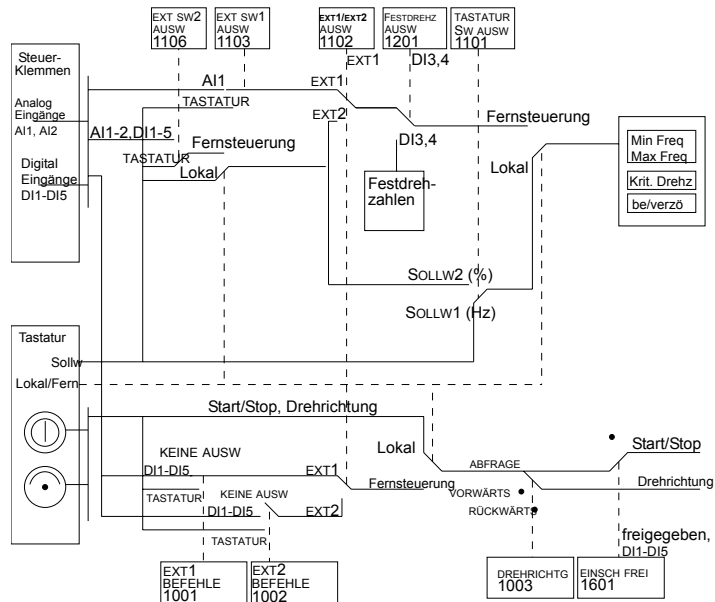 EXT SW2
AUSW
1106
EXT SW1
AUSW
1103
EXT1/EXT2
AUSW
1102
FESTDREHZ
AUSW
1201
TASTATUR
SW AUSW
1101
Steuer-
Klemmen
Analog
Eingänge
AI1, AI2
Digital
Eingänge
DI1-DI5
EXT1
DI3,4
AI1
EXT1
TASTATUR
EXT2
Fernsteuerung
AI1-2,DI1-5
Fernsteuerung
DI3,4
TASTATUR
Lokal
Lokal
Festdreh-
zahlen
Min Freq
Max Freq
Krit. Drehz
be/verzö
SOLLW2 (%)
SOLLW1 (Hz)
Tastatur
Sollw
Lokal/Fern
Start/Stop, Drehrichtung
KEINE AUSW
Lokal
Start/Stop
DI1-DI5
EXT1
ABFRAGE
Fernsteuerung
Drehrichtung
TASTATUR
KEINE AUSW
VORWÄRTS
DI1-DI5
EXT2
RÜCKWÄRTS
TASTATUR
freigegeben,
DI1-DI5
EXT1
BEFEHLE
1001
EXT2
BEFEHLE
1002
DREHRICHTG
1003
EINSCH FREI
1601